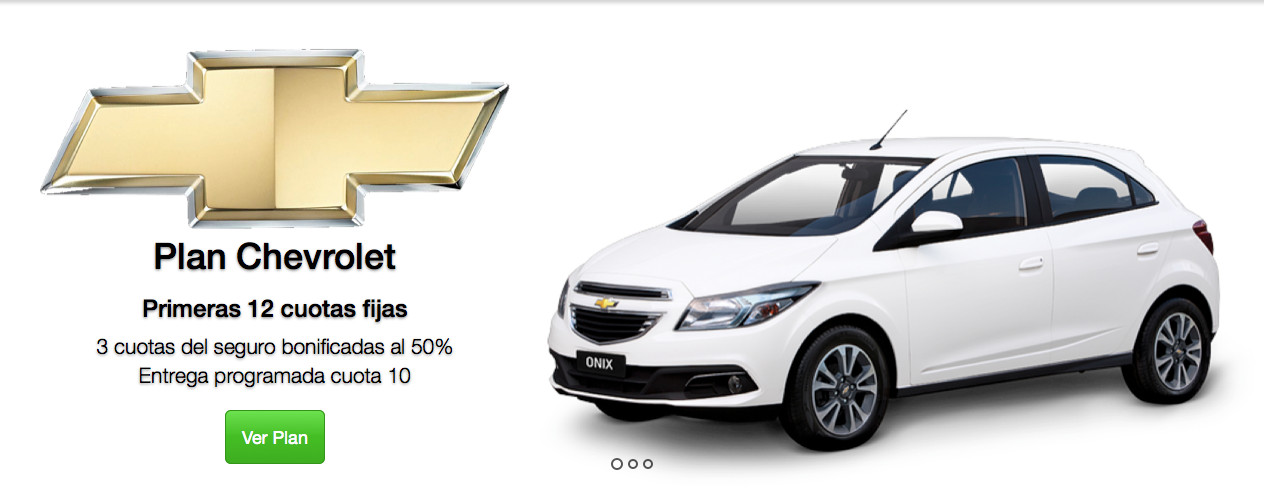 Plan Chevrolet
Primeras 12 cuotas fijas
3 cuotas del seguro bonificadas al 50%
Entrega programada cuota 10
Ver Plan
ONIX